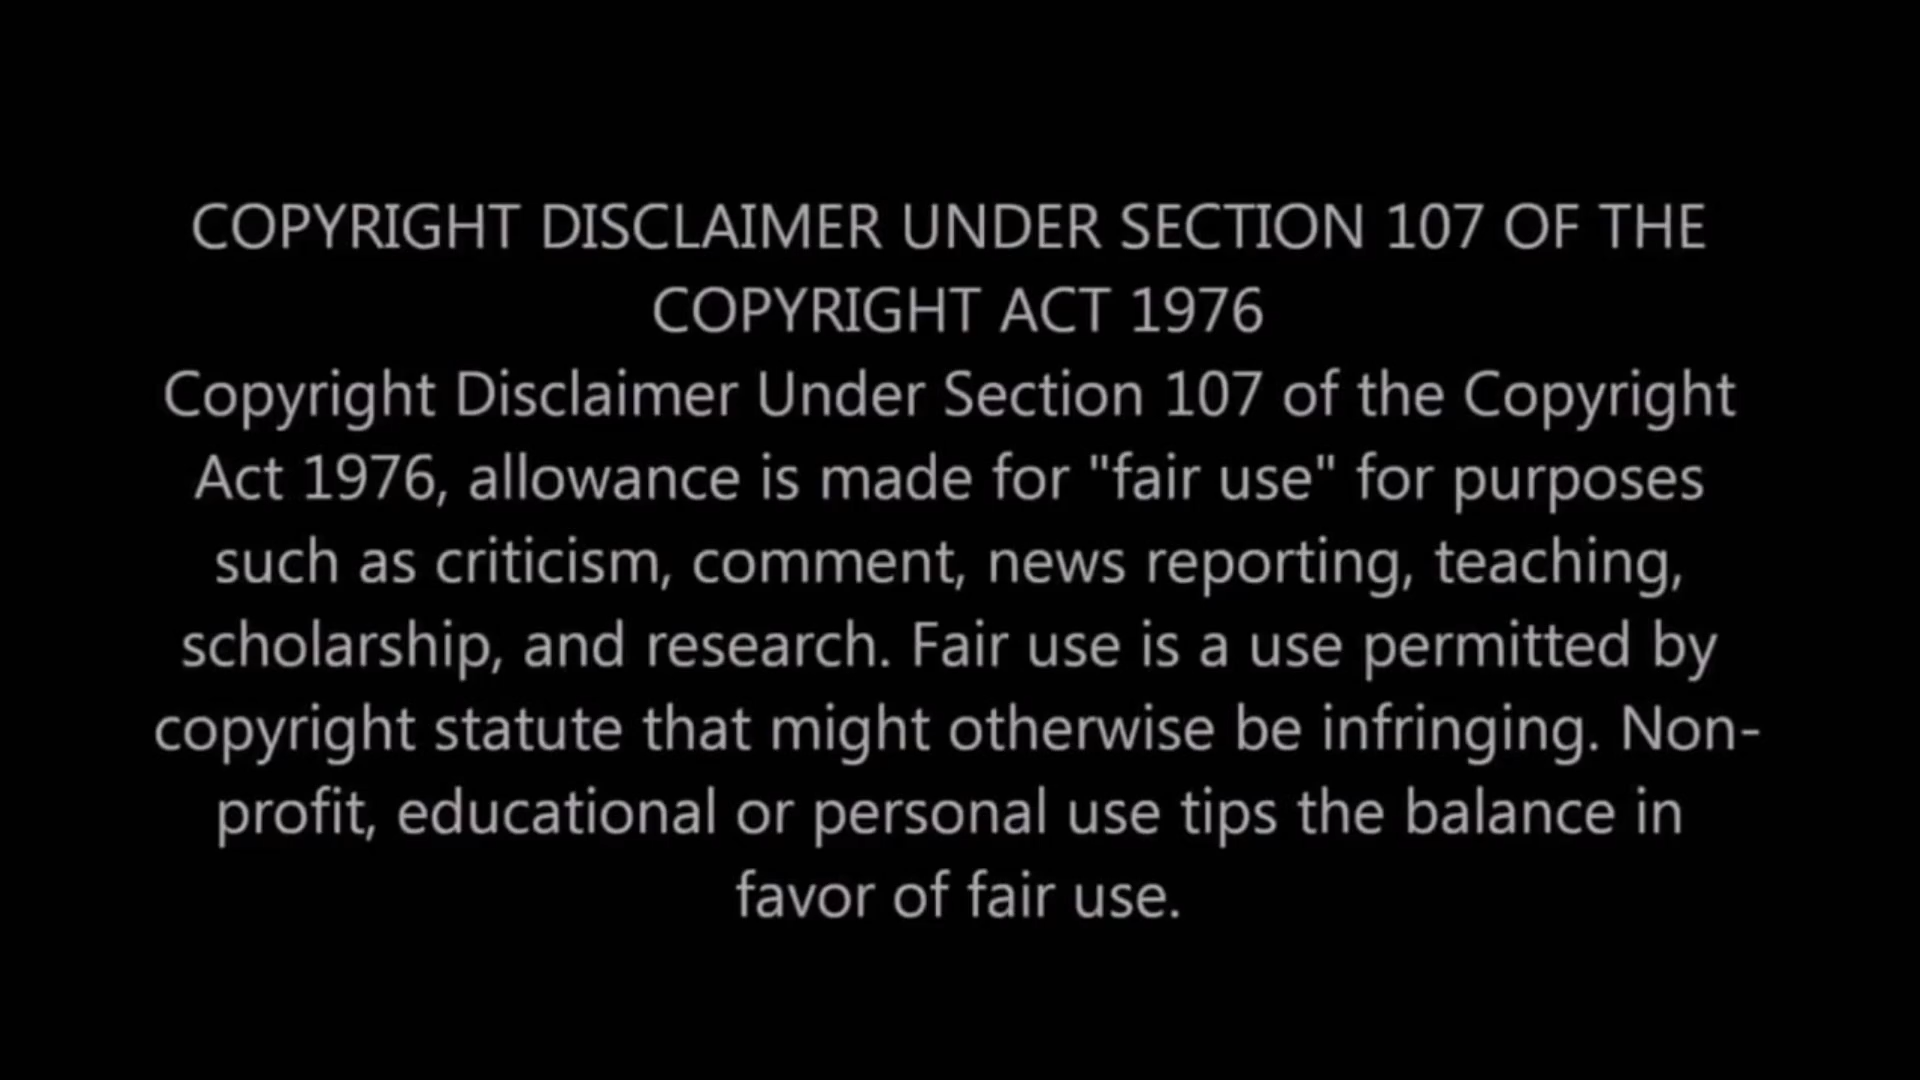 COPYRIGHT DISCLAIMER UNDER SECTION 107 OF THE
COPYRIGHT ACT 1976
Copyright Disclaimer Under Section 107 of the Copyright
Act 1976, allowance is made for "fair use" for purposes
such as criticism, comment, news reporting, teaching,
scholarship, and research. Fair use is a use permitted by
copyright statute that might otherwise be infringing. Non-
profit, educational or personal use tips the balance in
favor of fair use.